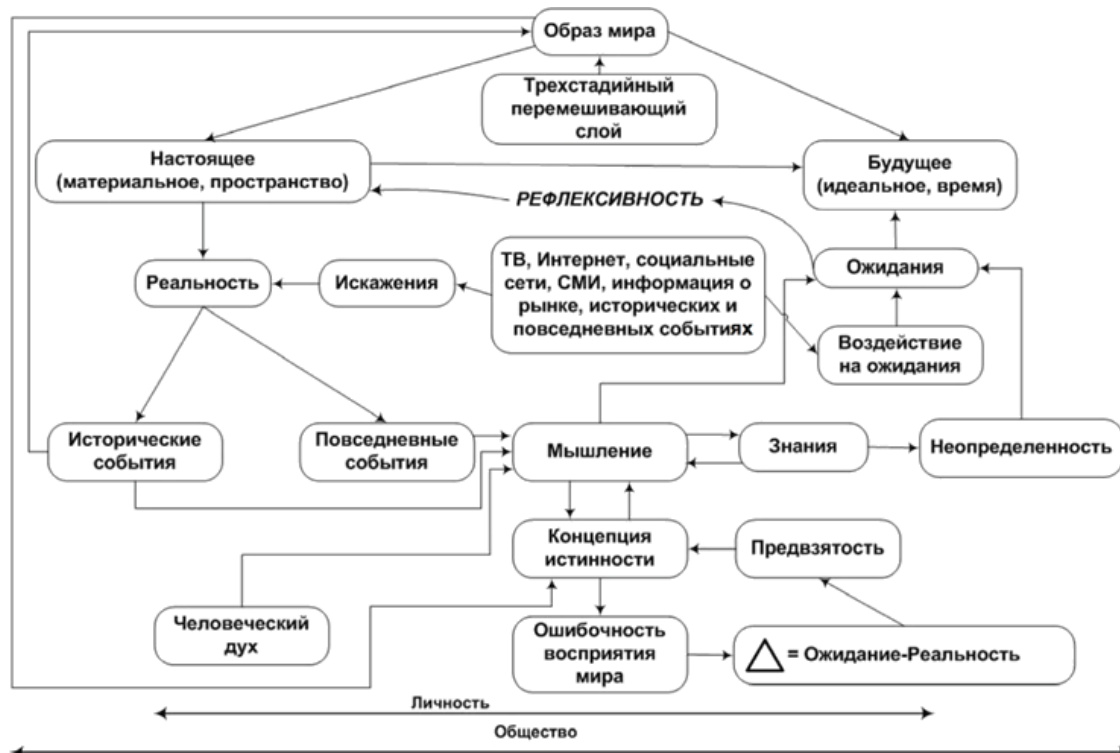 Образ мира
Трехстадийный
перемешивающий
слой
Настоящее
(материальное, пространство)
Будущее
(идеальное, время)
РЕФЛЕКСИВНОСТЬ
Реальность
Искажения
ТВ, Интернет, социальные
сети, СМИ, информация о
рынке, исторических и
повседневных событиях
Ожидания
Воздействие
на ожидания
Исторические
события
Повседневные
события
Мышление
Знания
Неопределенность
Концепция
истинности
Предвзятость
Человеческий
дух
Ошибочность
восприятия
мира
= Ожидание-Реальность
Личность
Общество